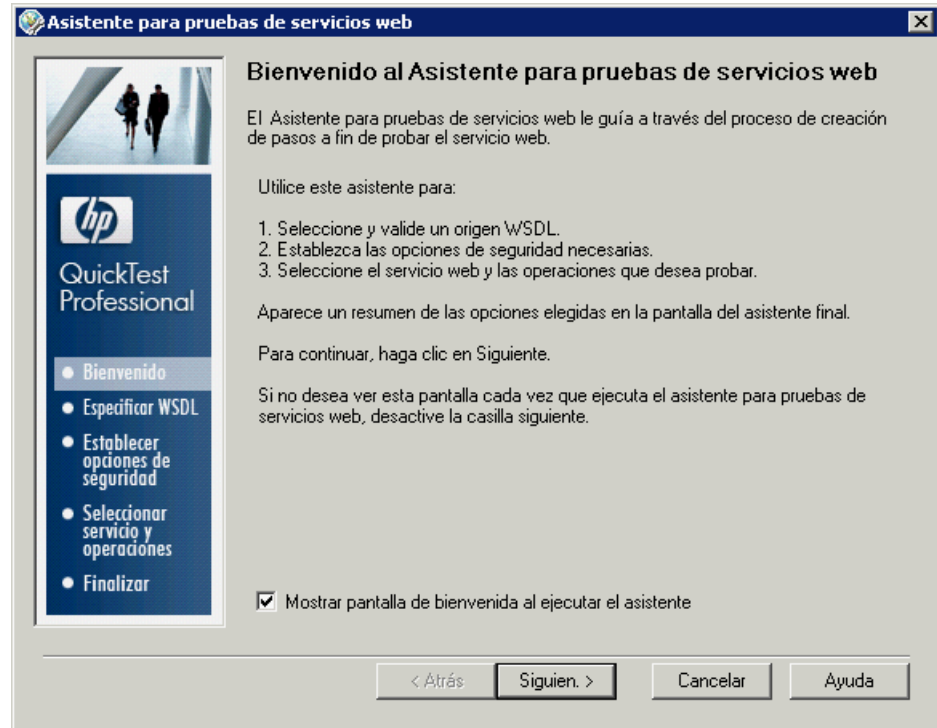 Asistente para pruebas de servicios web
Bienvenido al Asistente para pruebas de servicios web
El Asistente para pruebas de servicios web le guía a través del proceso de creación
de pasos a fin de probar el servicio web.
Utilice este asistente para:
1. Seleccione y valide un origen WSDL.
2. Establezca las opciones de seguridad necesarias.
3. Seleccione el servicio web y las operaciones que desea probar.
Aparece un resumen de las opciones elegidas en la pantalla del asistente final.
Para continuar, haga clic en Siguiente.
Si no desea ver esta pantalla cada vez que ejecuta el asistente para pruebas de
servicios web, desactive la casilla siguiente.
hp
QuickTest
Professional
Bienvenido
Especificar WSDL
Establecer
opciones de
seguridad
Seleccionar
servicio y
operaciones
Finalizar
Mostrar pantalla de bienvenida al ejecutar el asistente
< Atrás
Siguien. >
Cancelar
Ayuda